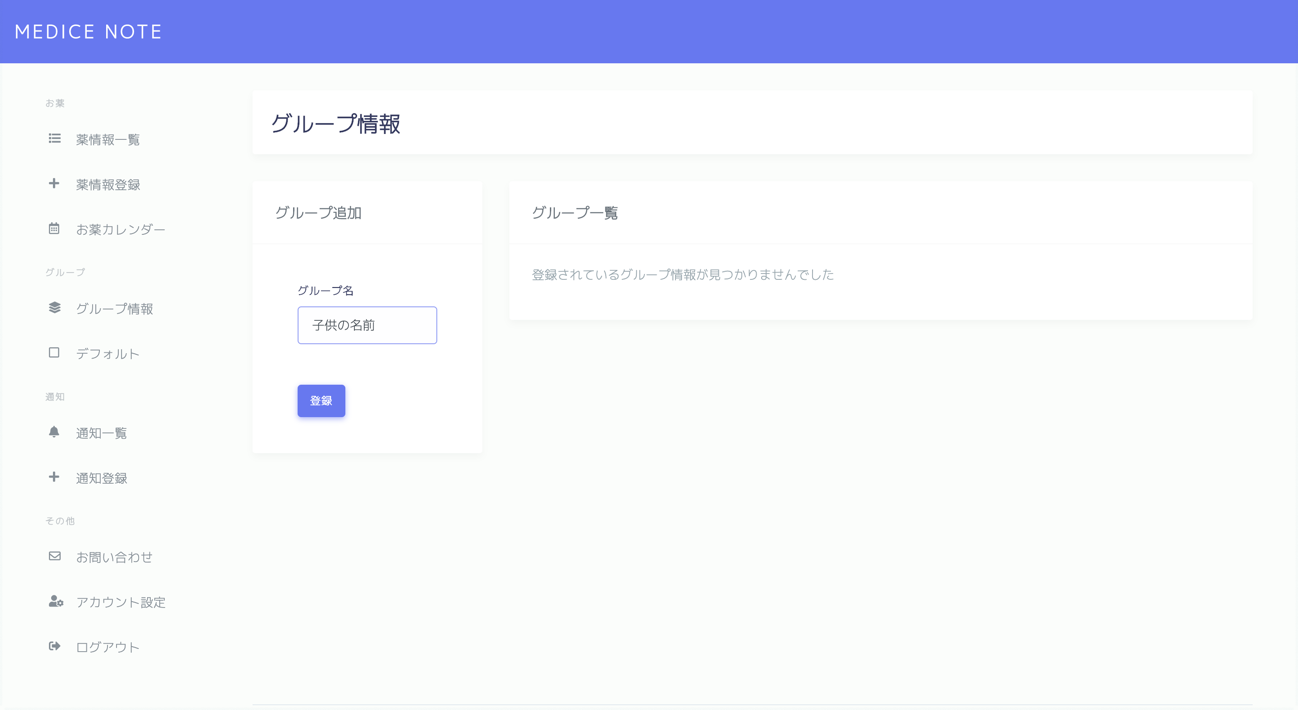 MEDICE NOTE
お薬
薬情報一覧
薬情報登録
お薬カレンダー
グループ
グループ情報
デフォルト
通知
通知一覧
通知登録
その他
お問い合わせ
アカウント設定
ログアウト
グループ情報
グループ追加
グループ名
子供の名前
登録
グループ一覧
登録されているグループ情報が見つかりませんでした